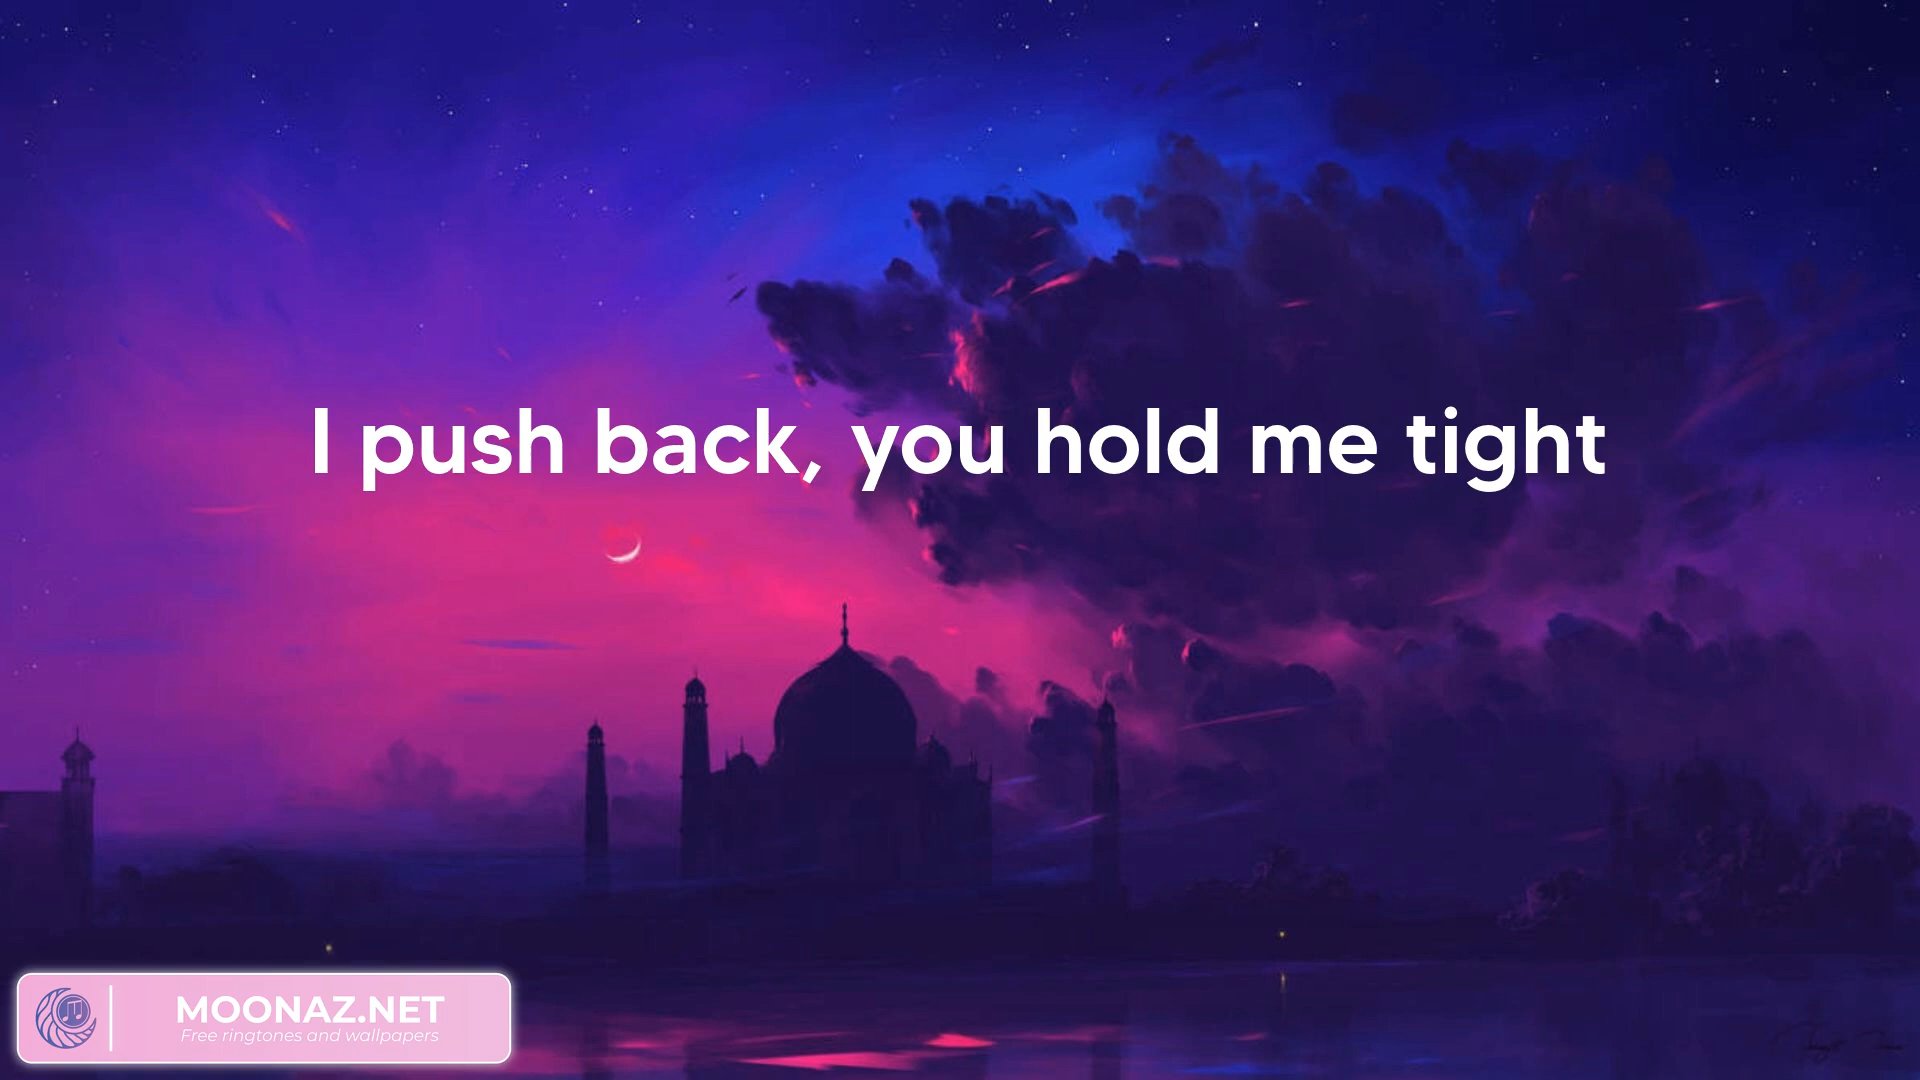 I push back, you hold me tight
MOONAZ.NET
Free ringtones and wallpapers